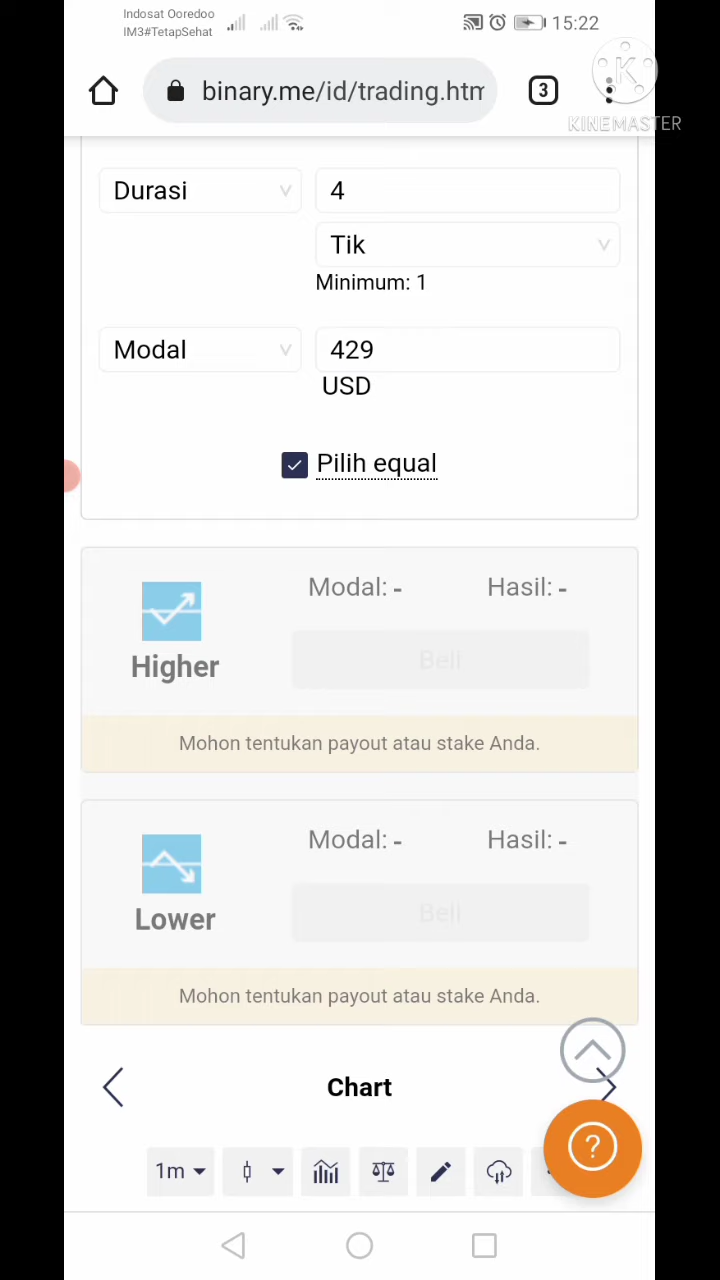 Indosat Ooredoo
IM3#TetapSehat
15:22
binary.me/id/trading.htm
3
K
KINEMASTER
Durasi
4
Tik
Minimum: 1
Modal
429
USD
Pilih equal
Modal: -
Hasil: -
Higher
Beli
Mohon tentukan payout atau stake Anda.
Modal: -
Hasil: -
Lower
Beli
Mohon tentukan payout atau stake Anda.
Chart
?
1m